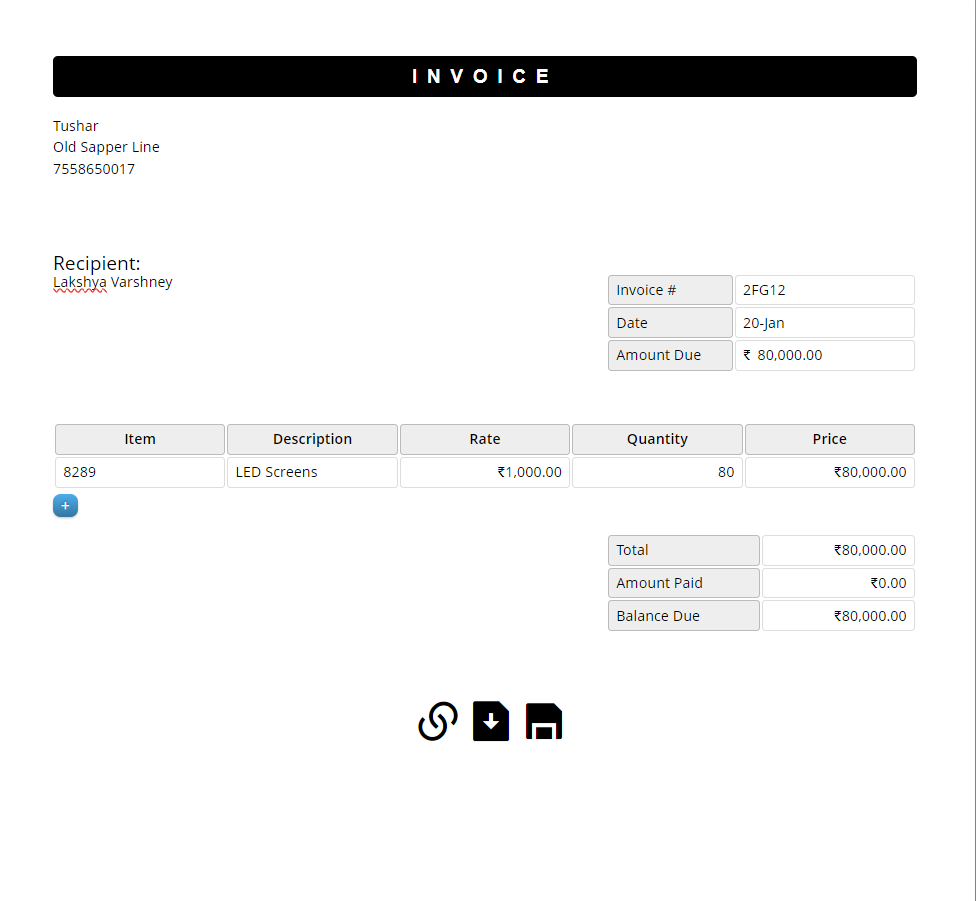 INVOICE
Tushar
Old Sapper Line
7558650017
Recipient:
Lakshya Varshney
Invoice # 2FG12
Date 20-Jan
Amount Due ₹ 80,000.00
Item Description Rate Quantity Price
8289 LED Screens ₹1,000.00 80 ₹80,000.00
+
Total ₹80,000.00
Amount Paid ₹0.00
Balance Due ₹80,000.00